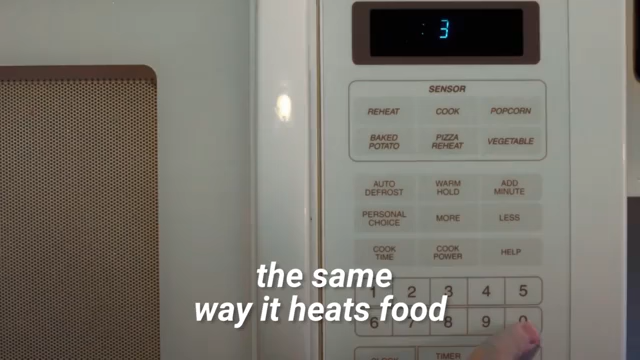 : 3
SENSOR
REHEAT COOK POPCORN
BAKED POTATO PIZZA REHEAT VEGETABLE
AUTO DEFROST WARM HOLD ADD MINUTE
PERSONAL CHOICE MORE LESS
COOK TIME COOK POWER HELP
the same
way it heats food
1 2 3 4 5
6 7 8 9 0
TIMER